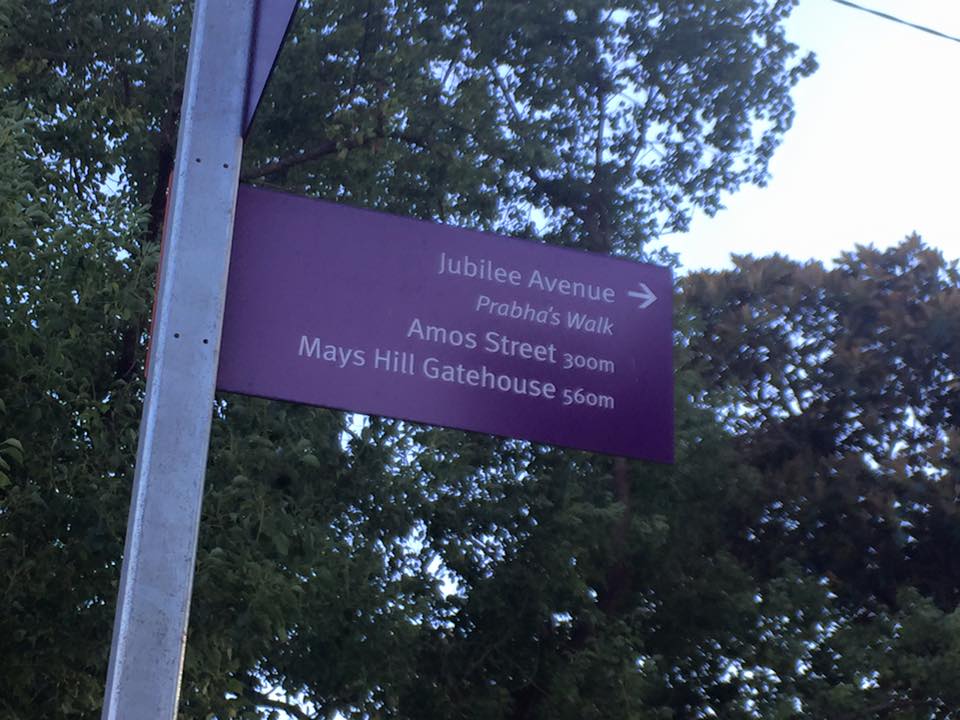 Jubilee Avenue →
Prabha's Walk
Amos Street 300m
Mays Hill Gatehouse 560m